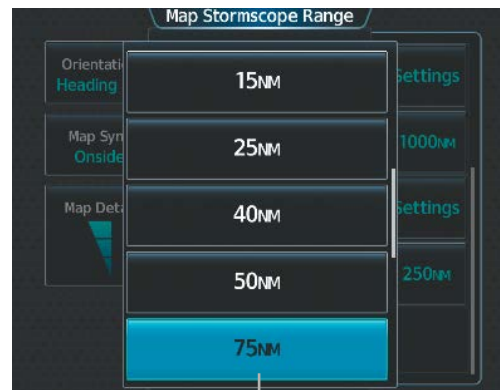 Map Stormscope Range
Orientati
Heading
Settings
15NM
Map Syn
Onside
1000NM
25NM
Map Deta
Settings
40NM
250NM
50NM
75NM